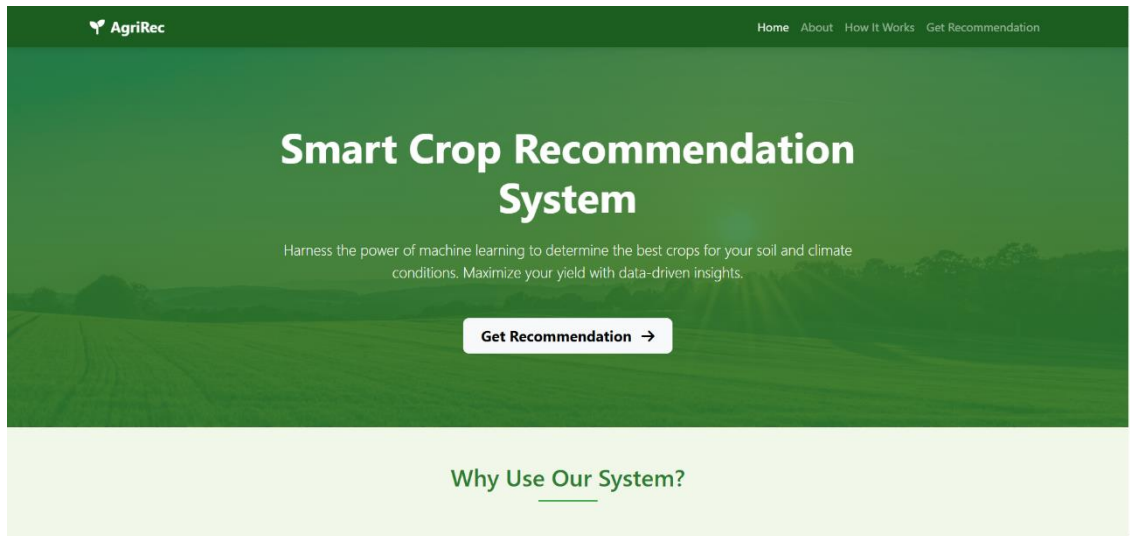 AgriRec
Home About How It Works Get Recommendation
Smart Crop Recommendation
System
Harness the power of machine learning to determine the best crops for your soil and climate
conditions. Maximize your yield with data-driven insights.
Get Recommendation →
Why Use Our System?